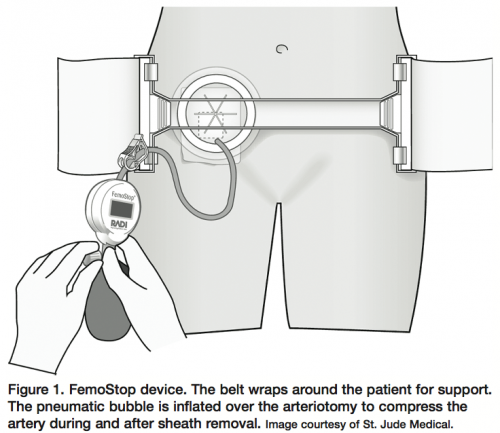 FemoStop
RADI
Figure 1. FemoStop device. The belt wraps around the patient for support.
The pneumatic bubble is inflated over the arteriotomy to compress the
artery during and after sheath removal. Image courtesy of St. Jude Medical.